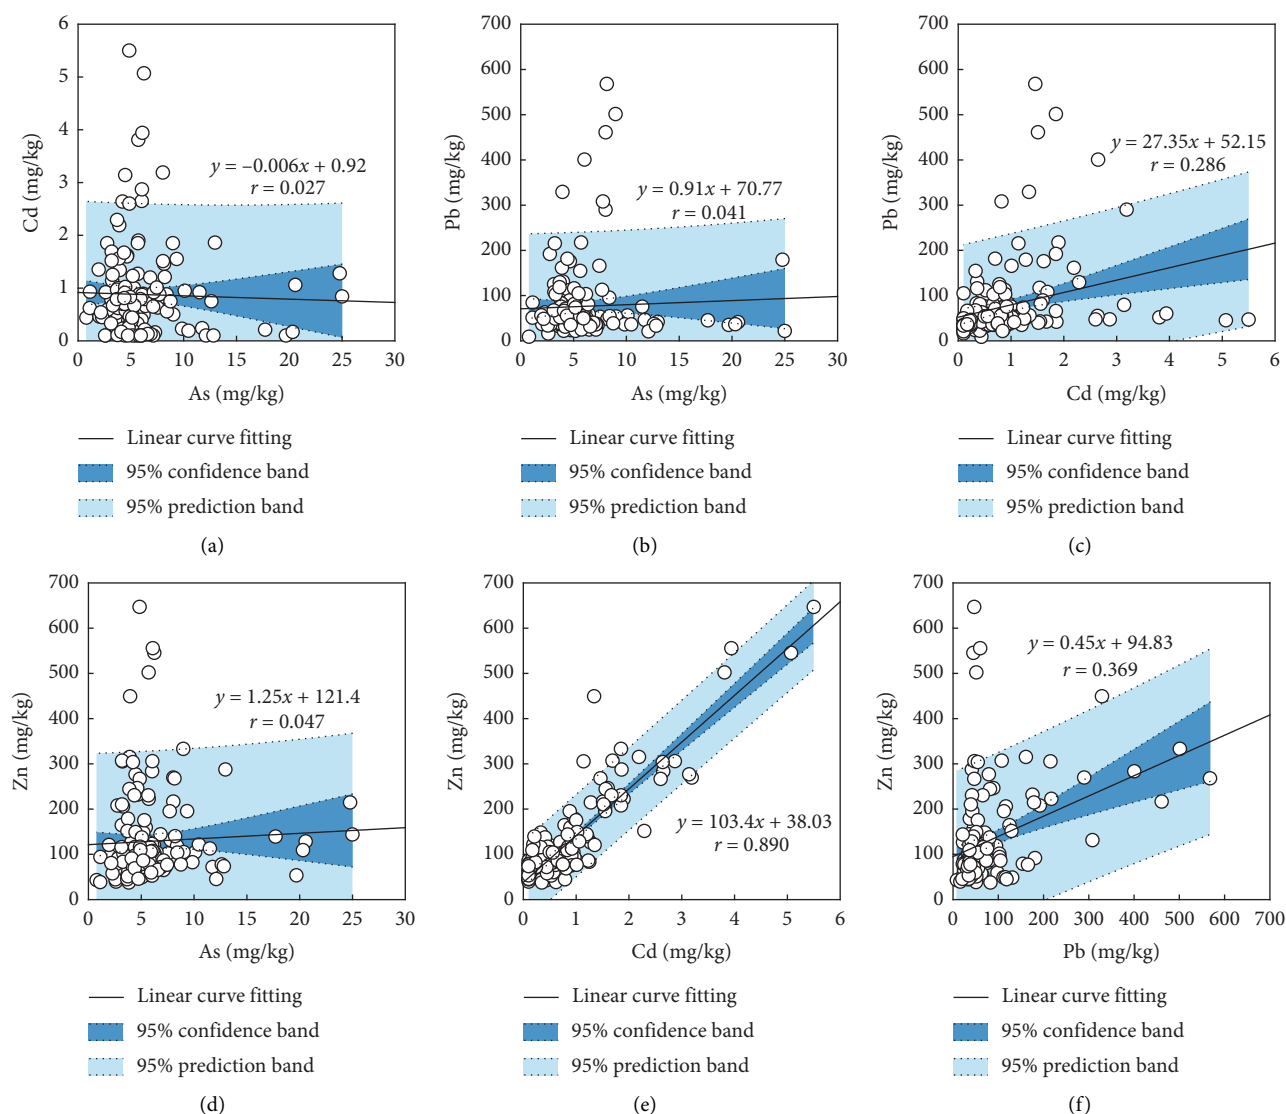 6
5
4
3
2
1
0
Cd (mg/kg)
y = –0.006x + 0.92
r = 0.027
0 5 10 15 20 25 30
As (mg/kg)
Linear curve fitting
95% confidence band
95% prediction band
(a)
700
600
500
400
300
200
100
0
Pb (mg/kg)
y = 0.91x + 70.77
r = 0.041
0 5 10 15 20 25 30
As (mg/kg)
Linear curve fitting
95% confidence band
95% prediction band
(b)
700
600
500
400
300
200
100
0
Pb (mg/kg)
y = 27.35x + 52.15
r = 0.286
0 1 2 3 4 5 6
Cd (mg/kg)
Linear curve fitting
95% confidence band
95% prediction band
(c)
700
600
500
400
300
200
100
0
Zn (mg/kg)
y = 1.25x + 121.4
r = 0.047
0 5 10 15 20 25 30
As (mg/kg)
Linear curve fitting
95% confidence band
95% prediction band
(d)
700
600
500
400
300
200
100
0
Zn (mg/kg)
y = 103.4x + 38.03
r = 0.890
0 1 2 3 4 5 6
Cd (mg/kg)
Linear curve fitting
95% confidence band
95% prediction band
(e)
700
600
500
400
300
200
100
0
Zn (mg/kg)
y = 0.45x + 94.83
r = 0.369
0 100 200 300 400 500 600 700
Pb (mg/kg)
Linear curve fitting
95% confidence band
95% prediction band
(f)